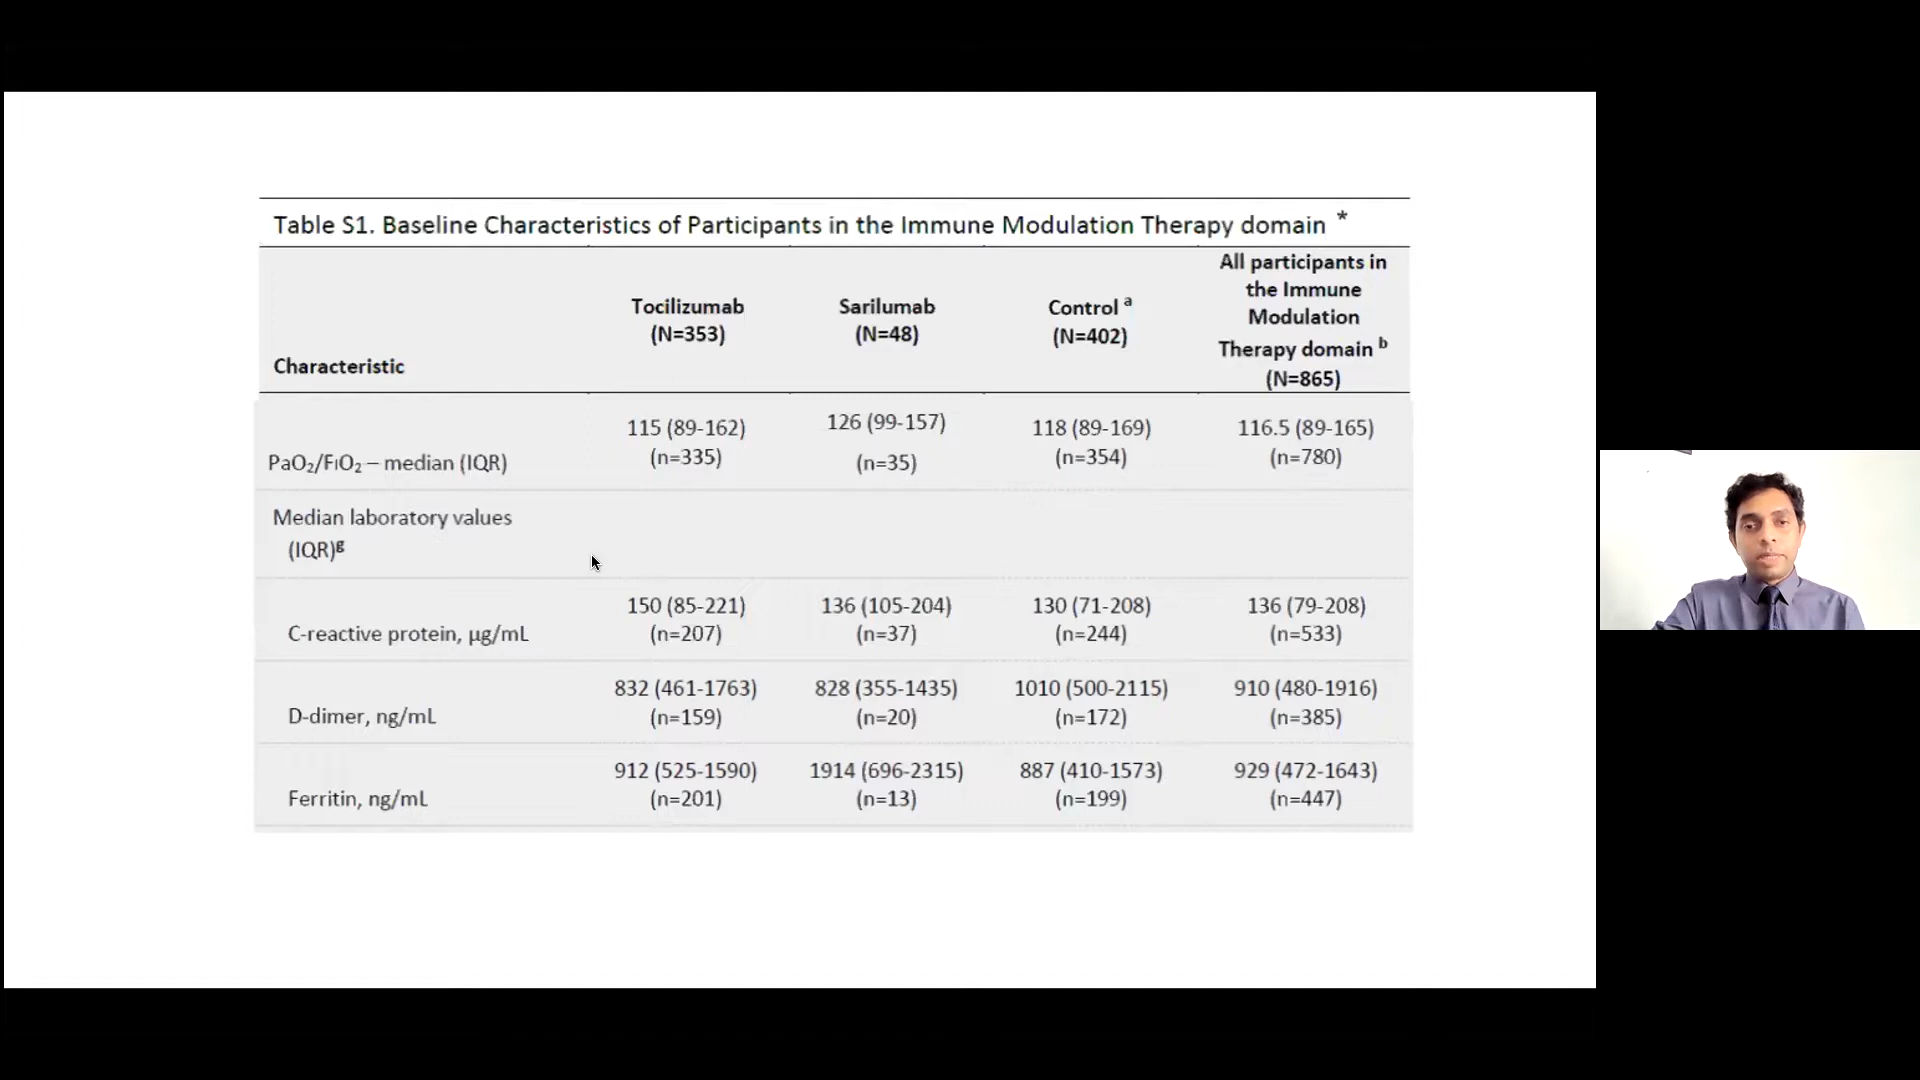 Table S1. Baseline Characteristics of Participants in the Immune Modulation Therapy domain *
Characteristic
Tocilizumab
(N=353)
Sarilumab
(N=48)
Control a
(N=402)
All participants in
the Immune
Modulation
Therapy domain b
(N=865)
PaO₂/FiO₂ – median (IQR)
115 (89-162)
(n=335)
126 (99-157)
(n=35)
118 (89-169)
(n=354)
116.5 (89-165)
(n=780)
Median laboratory values
(IQR)g
C-reactive protein, µg/mL
150 (85-221)
(n=207)
136 (105-204)
(n=37)
130 (71-208)
(n=244)
136 (79-208)
(n=533)
D-dimer, ng/mL
832 (461-1763)
(n=159)
828 (355-1435)
(n=20)
1010 (500-2115)
(n=172)
910 (480-1916)
(n=385)
Ferritin, ng/mL
912 (525-1590)
(n=201)
1914 (696-2315)
(n=13)
887 (410-1573)
(n=199)
929 (472-1643)
(n=447)